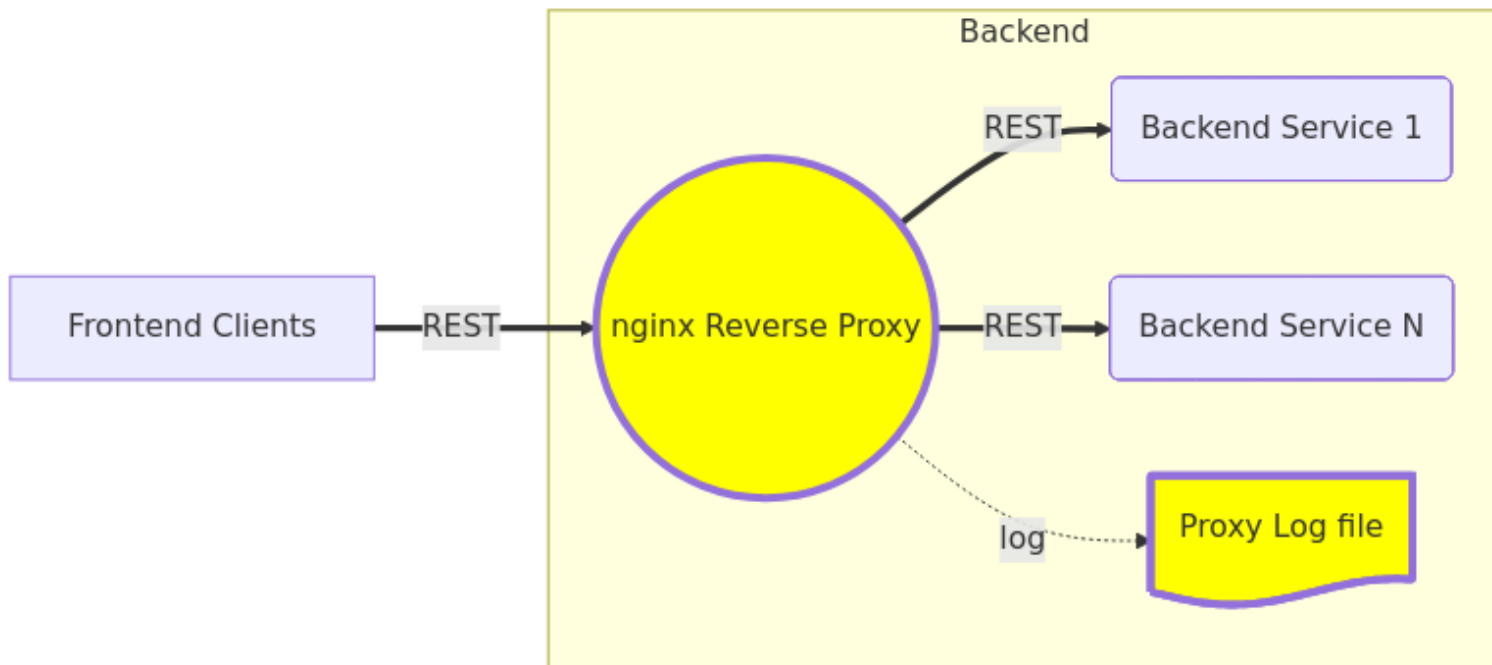 Backend
REST
Backend Service 1
Frontend Clients
REST
nginx Reverse Proxy
REST
Backend Service N
log
Proxy Log file